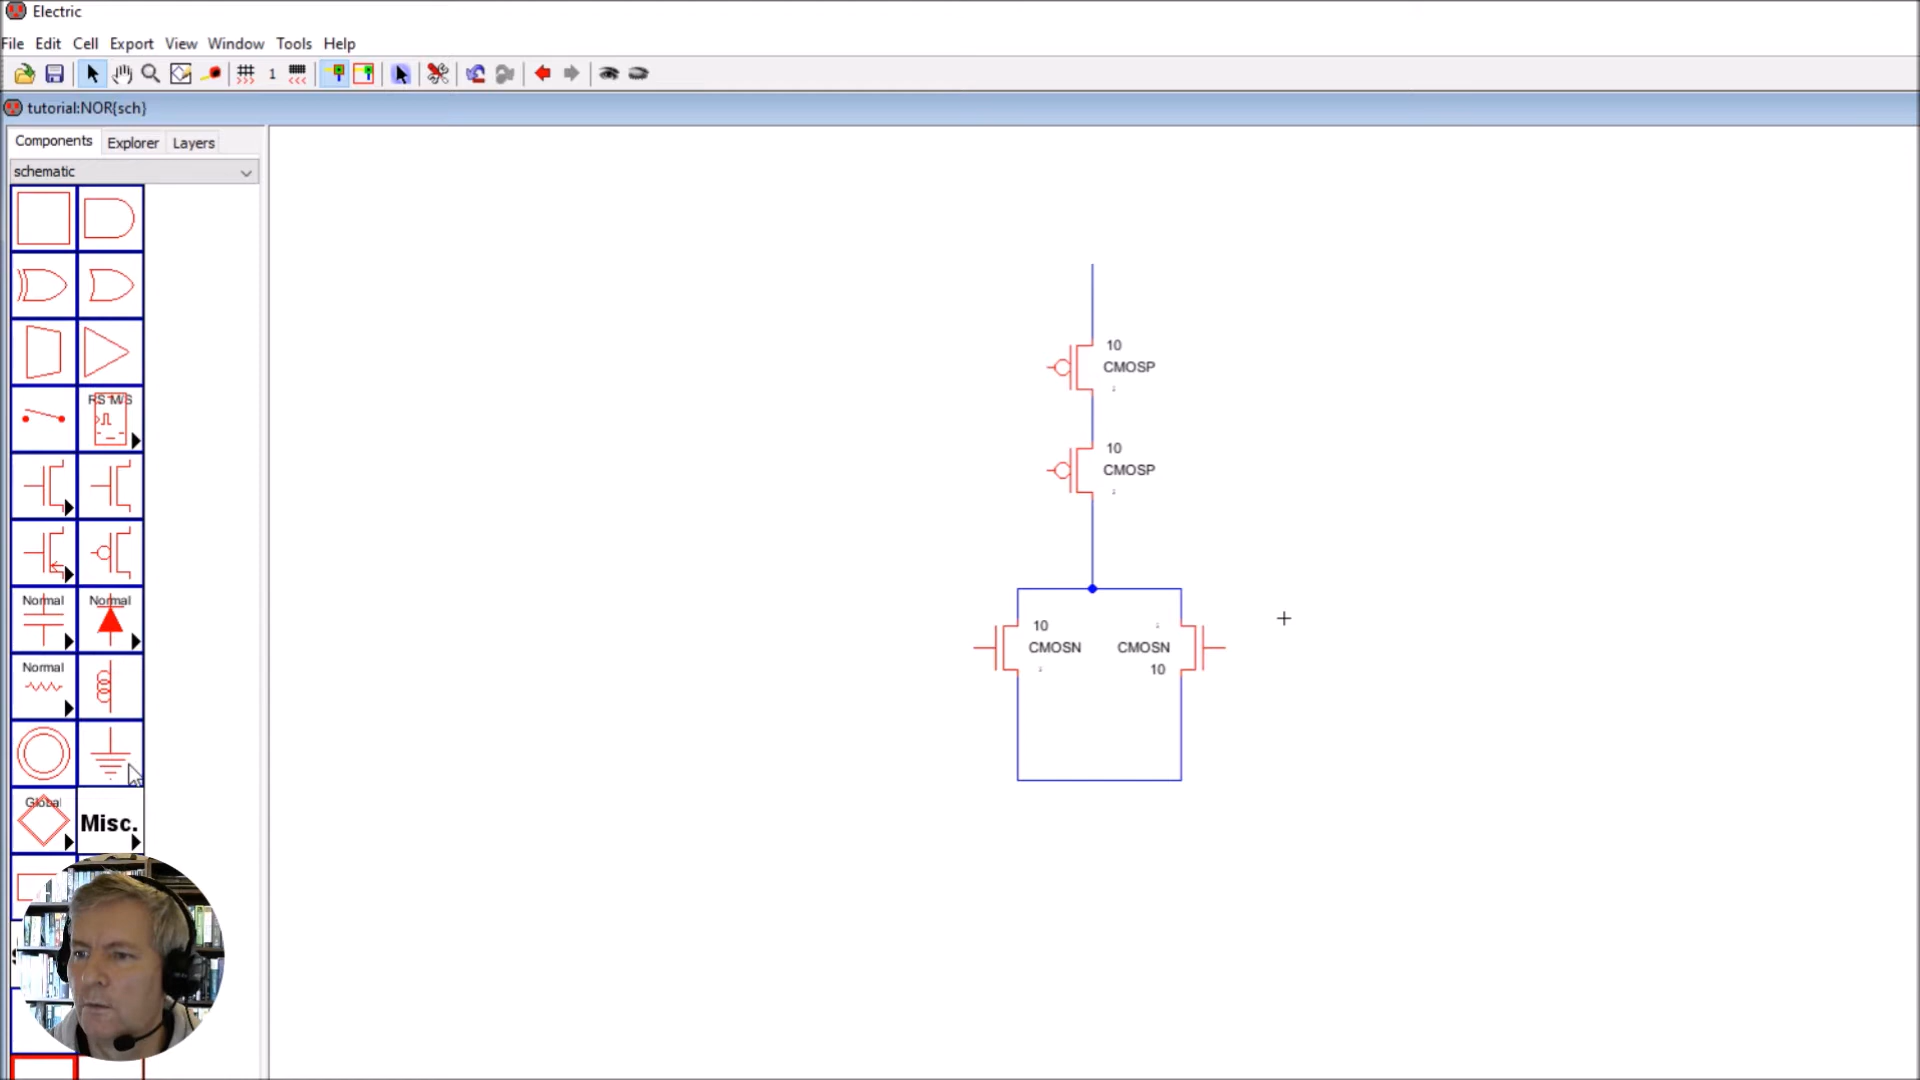 Electric
File Edit Cell Export View Window Tools Help
1
tutorial:NOR{sch}
Components Explorer Layers
schematic
RS M/S
Normal Normal
Normal
Global
Misc.
10
CMOSP
10
CMOSP
10
CMOSN CMOSN
10